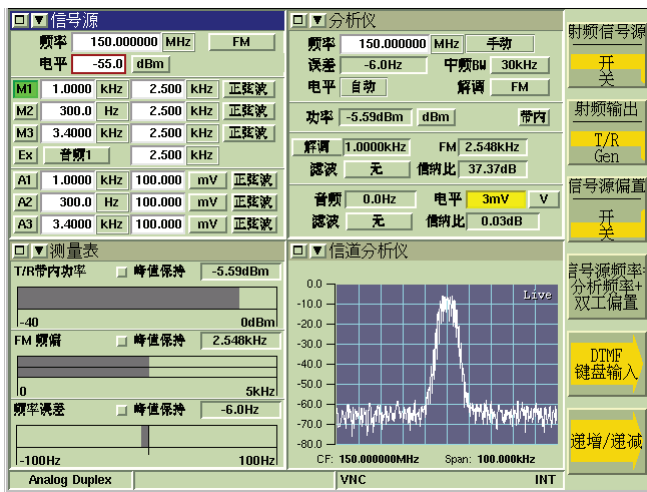 信号源
频率 150.000000 MHz FM
电平 -55.0 dBm
M1 1.0000 kHz 2.500 kHz 正弦波
M2 300.0 Hz 2.500 kHz 正弦波
M3 3.4000 kHz 2.500 kHz 正弦波
Ex 音频1 2.500 kHz
A1 1.0000 kHz 100.000 mV 正弦波
A2 300.0 Hz 100.000 mV 正弦波
A3 3.4000 kHz 100.000 mV 正弦波
分析仪
频率 150.000000 MHz 手动
误差 -6.0Hz 中频BW 30kHz
电平 自动 解调 FM
功率 -5.59dBm dBm 带内
解调 1.0000kHz FM 2.548kHz
滤波 无 信纳比 37.37dB
音频 0.0Hz 电平 3mV V
滤波 无 信纳比 0.03dB
测量表
T/R带内功率 峰值保持 -5.59dBm
-40 0dBm
FM 频偏 峰值保持 2.548kHz
0 5kHz
频率误差 峰值保持 -6.0Hz
-100Hz 100Hz
信道分析仪
Live
0.0
-10.0
-20.0
-30.0
-40.0
-50.0
-60.0
-70.0
-80.0
CF: 150.000000MHz Span: 100.000kHz
射频信号源
开
关
射频输出
T/R
Gen
信号源偏置
开
关
信号源频率=
分析频率+
双工偏置
DTMF
键盘输入
递增/递减
Analog Duplex VNC INT